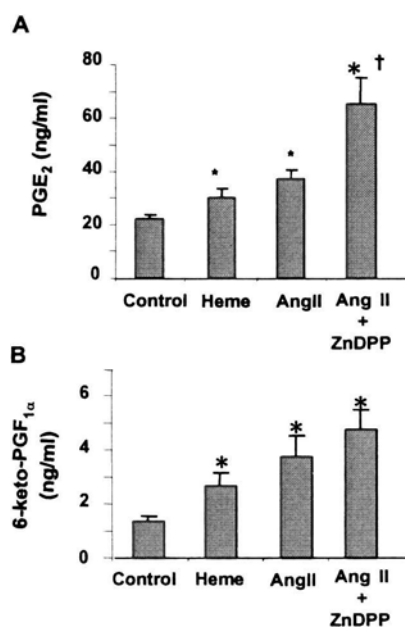 A
PGE₂ (ng/ml)
80
60
40
20
0
* * * †
Control Heme AngII Ang II
+
ZnDPP
B
6-keto-PGF₁α
(ng/ml)
6
4
2
0
* * *
Control Heme AngII Ang II
+
ZnDPP